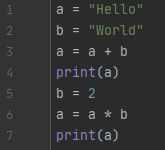 1 a = "Hello"
2 b = "World"
3 a = a + b
4 print(a)
5 b = 2
6 a = a * b
7 print(a)